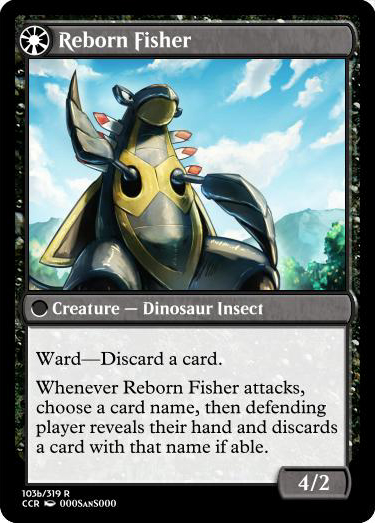 Reborn Fisher
Creature — Dinosaur Insect
Ward—Discard a card.
Whenever Reborn Fisher attacks,
choose a card name, then defending
player reveals their hand and discards
a card with that name if able.
4/2
103b/319 R
CCR 000SanS000